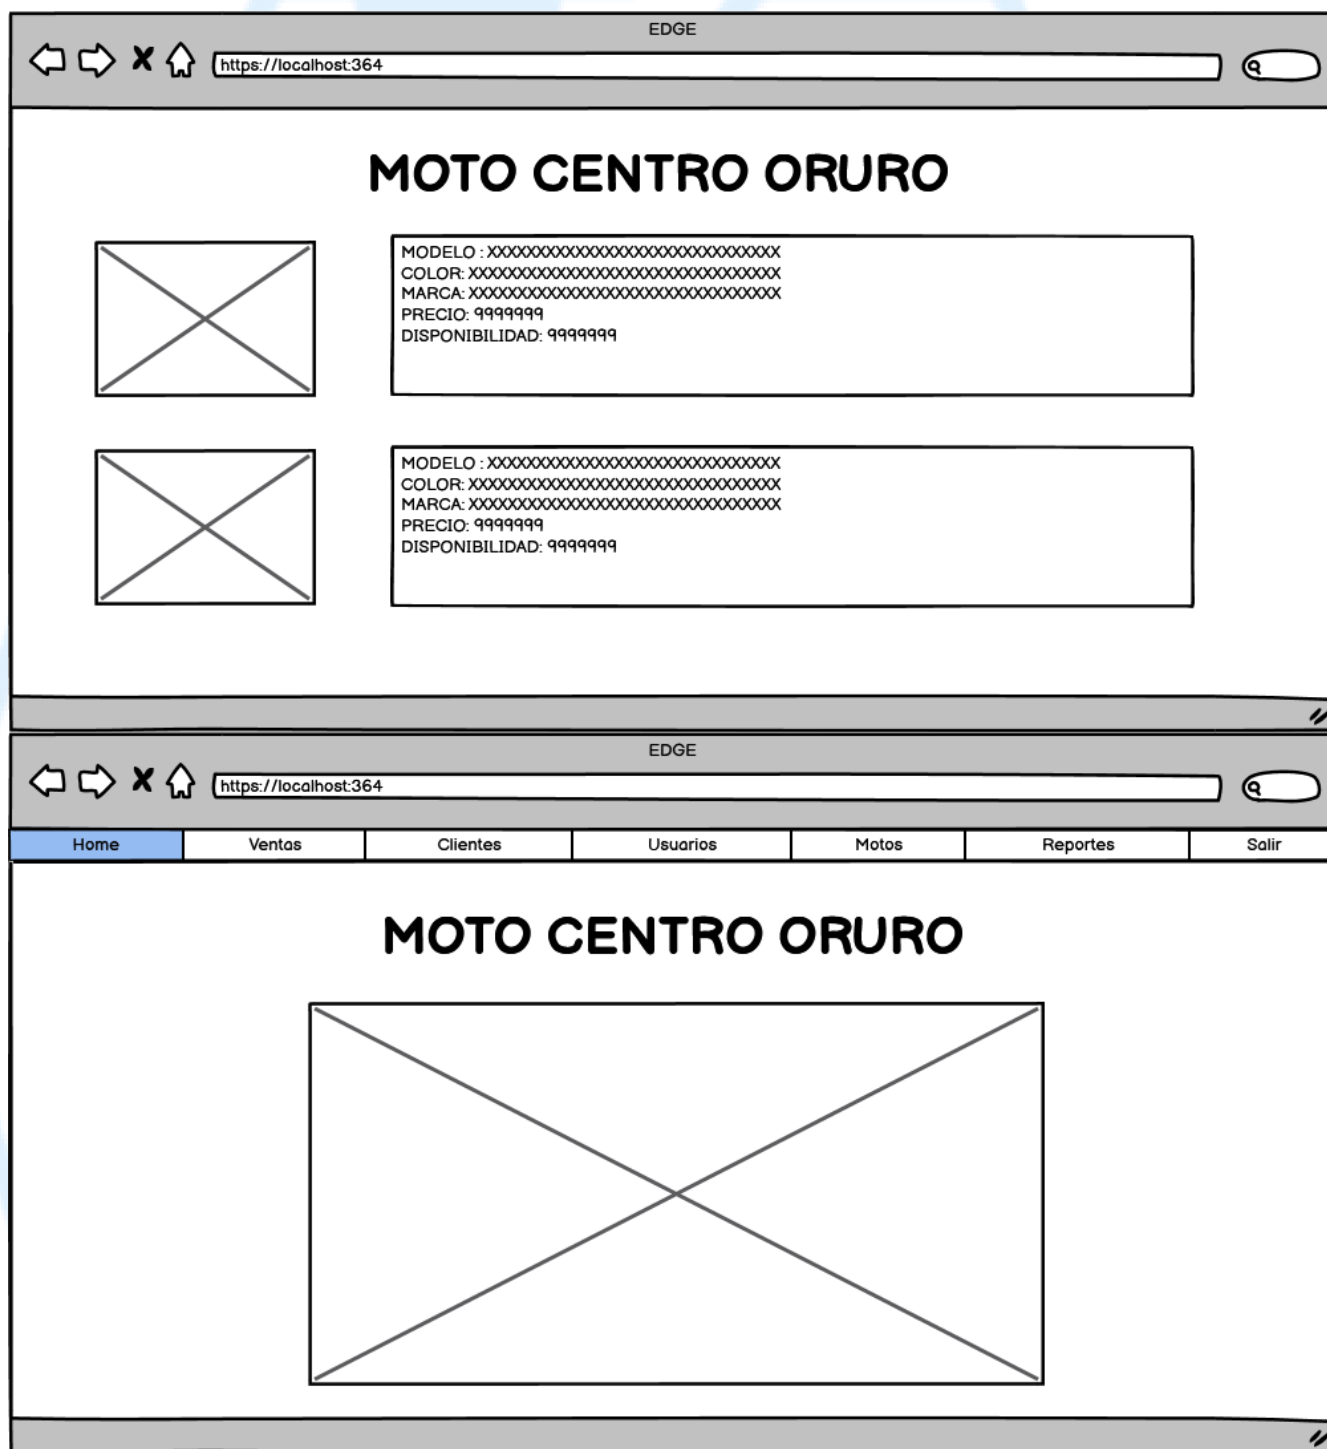 EDGE
https://localhost:364
MOTO CENTRO ORURO
MODELO : XXXXXXXXXXXXXXXXXXXXXXXXXXXXXX
COLOR: XXXXXXXXXXXXXXXXXXXXXXXXXXXXXXXX
MARCA: XXXXXXXXXXXXXXXXXXXXXXXXXXXXXXXX
PRECIO: 9999999
DISPONIBILIDAD: 9999999
MODELO : XXXXXXXXXXXXXXXXXXXXXXXXXXXXXX
COLOR: XXXXXXXXXXXXXXXXXXXXXXXXXXXXXXXX
MARCA: XXXXXXXXXXXXXXXXXXXXXXXXXXXXXXXX
PRECIO: 9999999
DISPONIBILIDAD: 9999999
EDGE
https://localhost:364
Home Ventas Clientes Usuarios Motos Reportes Salir
MOTO CENTRO ORURO